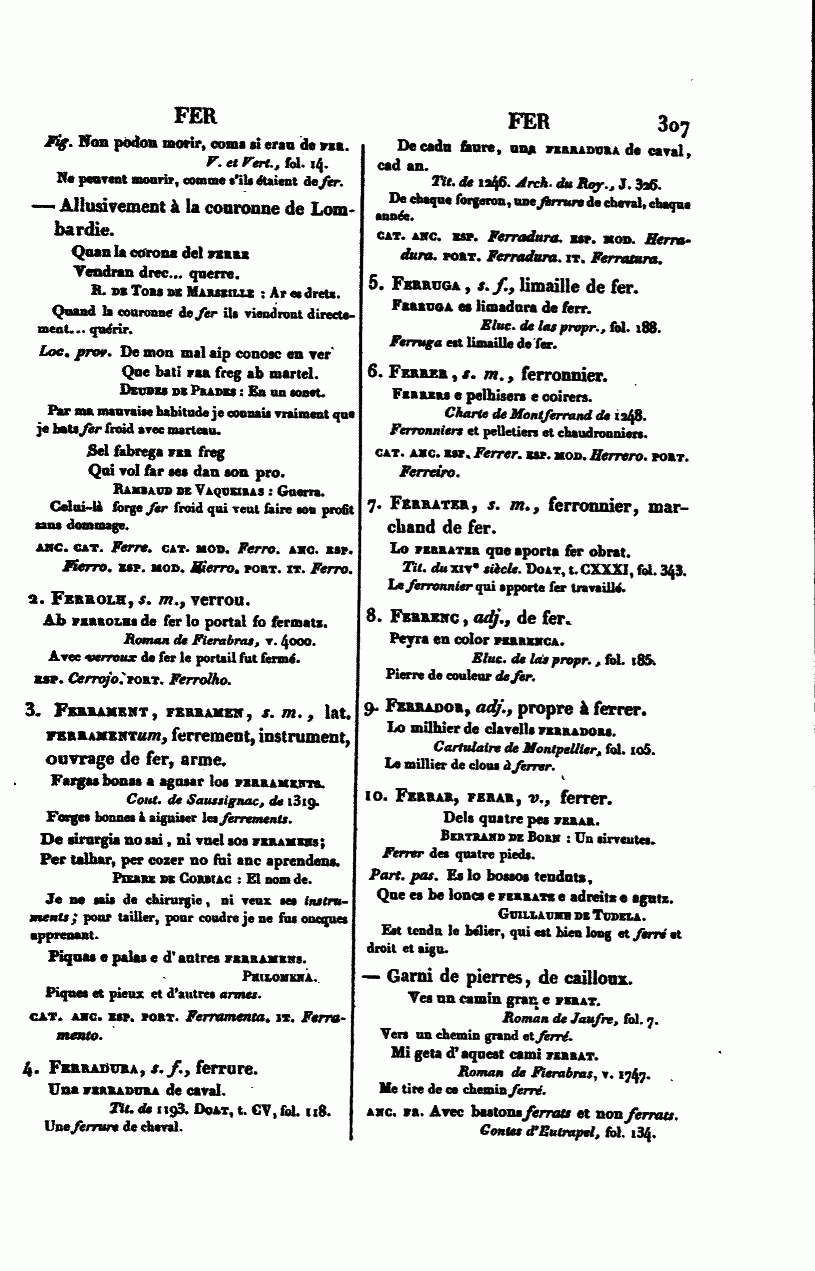 FER
Fig. Non podon morir, coma si eran de FER.
V. et Vert., fol. 14.
Ne peuvent mourir, comme s'ils étaient de fer.
— Allusivement à la couronne de Lom-
bardie.
Quan la corona del FERRE
Vendran drec... querre.
R. DE TORS DE MARSEILLE : Ar es dretz.
Quand la couronne de fer ils viendront directe-
ment... quérir.
Loc. prov. De mon mal aip conosc en ver
Que bati FER freg ab martel.
DEUDES DE PRADES : En un sonet.
Par ma mauvaise habitude je connais vraiment que
je bats fer froid avec marteau.
Sel fabrega FER freg
Qui vol far ses dan son pro.
RAMBAUD DE VAQUEIRAS : Guerra.
Celui-là forge fer froid qui veut faire son profit
sans dommage.
ANC. CAT. Ferre. CAT. MOD. Ferro. ANC. ESP.
Fierro. ESP. MOD. Hierro. PORT. IT. Ferro.
2. FERROLH, s. m., verrou.
Ab FERROLHS de fer lo portal fo fermatz.
Roman de Fierabras, v. 4000.
Avec verroux de fer le portail fut fermé.
ESP. Cerrojo. PORT. Ferrolho.
3. FERRAMENT, FERRAMEN, s. m., lat.
FERRAMENTum, ferrement, instrument,
ouvrage de fer, arme.
Fargas bonas a agusar los FERRAMENTS.
Cout. de Saussignac, de 1319.
Forges bonnes à aiguiser les ferrements.
De sirurgia no sai, ni vuel sos FERAMENS;
Per talhar, per cozer no fui anc aprendens.
PIERRE DE CORBIAC : El nom de.
Je ne sais de chirurgie, ni veux ses instru-
ments; pour tailler, pour coudre je ne fus oncques
apprenant.
Piquas e palas e d'autres FERRAMENS.
PHILOMENA.
Piques et pieux et d'autres armes.
CAT. ANC. ESP. PORT. Ferramenta. IT. Ferra-
mento.
4. FERRADURA, s. f., ferrure.
Una FERRADURA de caval.
Tit. de 1193. DOAT, t. CV, fol. 118.
Une ferrure de cheval.
FER 307
De cadu faure, una FERRADURA de caval,
cad an.
Tit. de 1246. Arch. du Roy., J. 326.
De chaque forgeron, une ferrure de cheval, chaque
année.
CAT. ANC. ESP. Ferradura. ESP. MOD. Herra-
dura. PORT. Ferradura. IT. Ferratura.
5. FERRUGA, s. f., limaille de fer.
FERRUGA es limadura de ferr.
Eluc. de las propr., fol. 188.
Ferruga est limaille de fer.
6. FERRER, s. m., ferronnier.
FERRERS e pelhisers e coirers.
Charte de Montferrand de 1248.
Ferronniers et pelletiers et chaudronniers.
CAT. ANC. ESP. Ferrer. ESP. MOD. Herrero. PORT.
Ferreiro.
7. FERRATER, s. m., ferronnier, mar-
chand de fer.
Lo FERRATER que aporta fer obrat.
Tit. du XIVe siècle. DOAT, t. CXXXI, fol. 343.
Le ferronnier qui apporte fer travaillé.
8. FERRENC, adj., de fer.
Peyra en color FERRENCA.
Eluc. de las propr., fol. 185.
Pierre de couleur de fer.
9. FERRADOR, adj., propre à ferrer.
Lo milhier de clavells FERRADORS.
Cartulaire de Montpellier, fol. 105.
Le millier de clous à ferrer.
10. FERRAR, FERAR, v., ferrer.
Dels quatre pes FERAR.
BERTRAND DE BORN : Un sirventes.
Ferrer des quatre pieds.
Part. pas. Es lo bossos tendutz,
Que es be loncs e FERRATZ e adreitz e agutz.
GUILLAUME DE TUDELA.
Est tendu le bélier, qui est bien long et ferré et
droit et aigu.
— Garni de pierres, de cailloux.
Ves un camin gran e FERAT.
Roman de Jaufre, fol. 7.
Vers un chemin grand et ferré.
Mi geta d'aquest cami FERRAT.
Roman de Fierabras, v. 1747.
Me tire de ce chemin ferré.
ANC. FR. Avec bastons ferrats et non ferrats.
Contes d'Eutrapel, fol. 134.